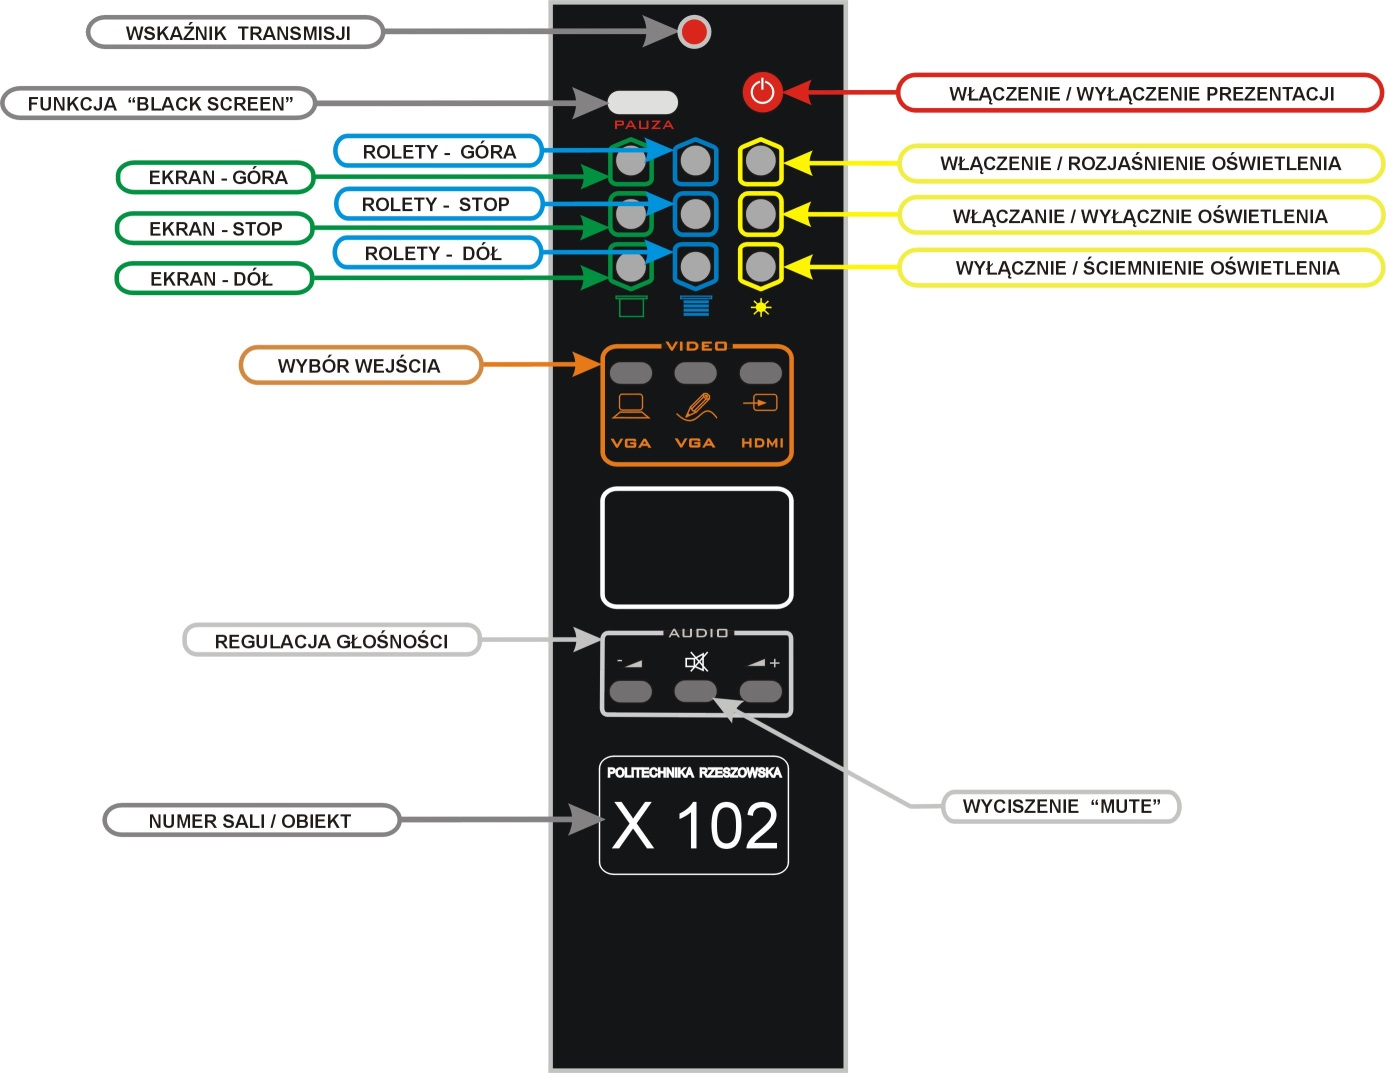 WSKAŹNIK TRANSMISJI
FUNKCJA “BLACK SCREEN”
PAUZA
WŁĄCZENIE / WYŁĄCZENIE PREZENTACJI
ROLETY - GÓRA
EKRAN - GÓRA
WŁĄCZENIE / ROZJAŚNIENIE OŚWIETLENIA
ROLETY - STOP
EKRAN - STOP
WŁĄCZANIE / WYŁĄCZNIE OŚWIETLENIA
ROLETY - DÓŁ
EKRAN - DÓŁ
WYŁĄCZNIE / ŚCIEMNIENIE OŚWIETLENIA
WYBÓR WEJŚCIA
VIDEO
VGA VGA HDMI
REGULACJA GŁOŚNOŚCI
AUDIO
- +
WYCISZENIE “MUTE”
NUMER SALI / OBIEKT
POLITECHNIKA RZESZOWSKA
X 102